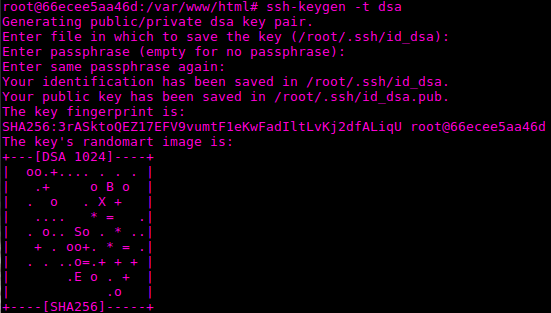 root@66ecee5aa46d:/var/www/html# ssh-keygen -t dsa
Generating public/private dsa key pair.
Enter file in which to save the key (/root/.ssh/id_dsa):
Enter passphrase (empty for no passphrase):
Enter same passphrase again:
Your identification has been saved in /root/.ssh/id_dsa.
Your public key has been saved in /root/.ssh/id_dsa.pub.
The key fingerprint is:
SHA256:3rASktoQEZ17EFV9vumtF1eKwFadIltLvKj2dfALiqU root@66ecee5aa46d
The key's randomart image is:
+---[DSA 1024]----+
|  oo.+.... . . . |
|   .+     o B o  |
|  .  o   . X +   |
|   ....   * =   .|
|  . o.. So . * ..|
|   + . oo+. * = .|
|  . . ..o=.+ + + |
|       .E o . +  |
|            .o   |
+----[SHA256]-----+